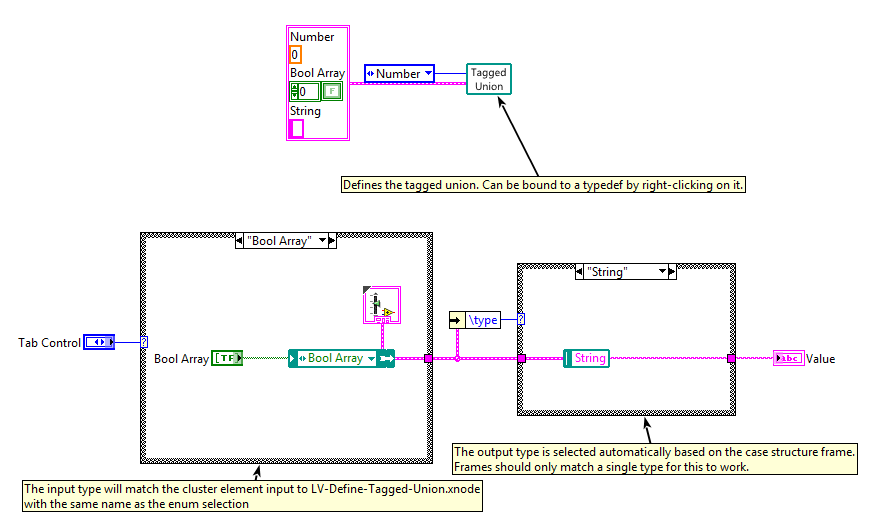 Number
0
Bool Array
0
F
String
Number
Tagged
Union
Defines the tagged union. Can be bound to a typedef by right-clicking on it.
"Bool Array"
"String"
\type
?
Tab Control
?
Bool Array
TF
Bool Array
String
abc
Value
The output type is selected automatically based on the case structure frame.
Frames should only match a single type for this to work.
The input type will match the cluster element input to LV-Define-Tagged-Union.xnode
with the same name as the enum selection